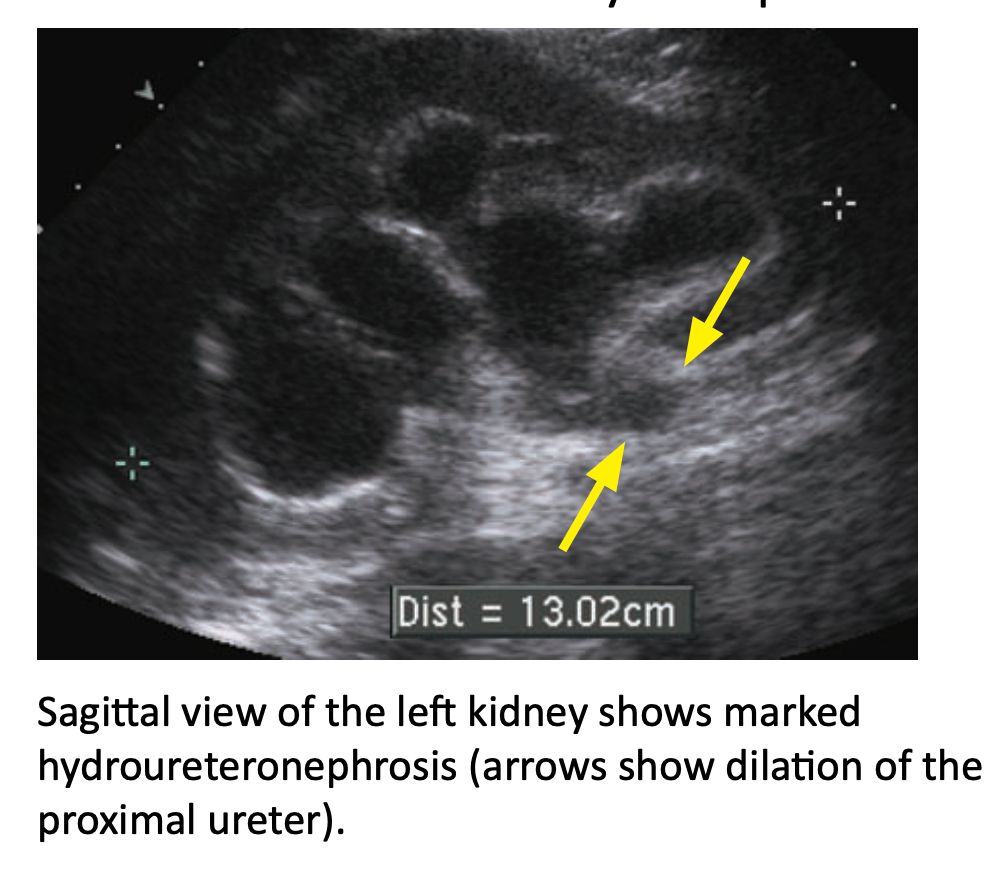 Dist = 13.02cm
Sagittal view of the left kidney shows marked
hydroureteronephrosis (arrows show dilation of the
proximal ureter).